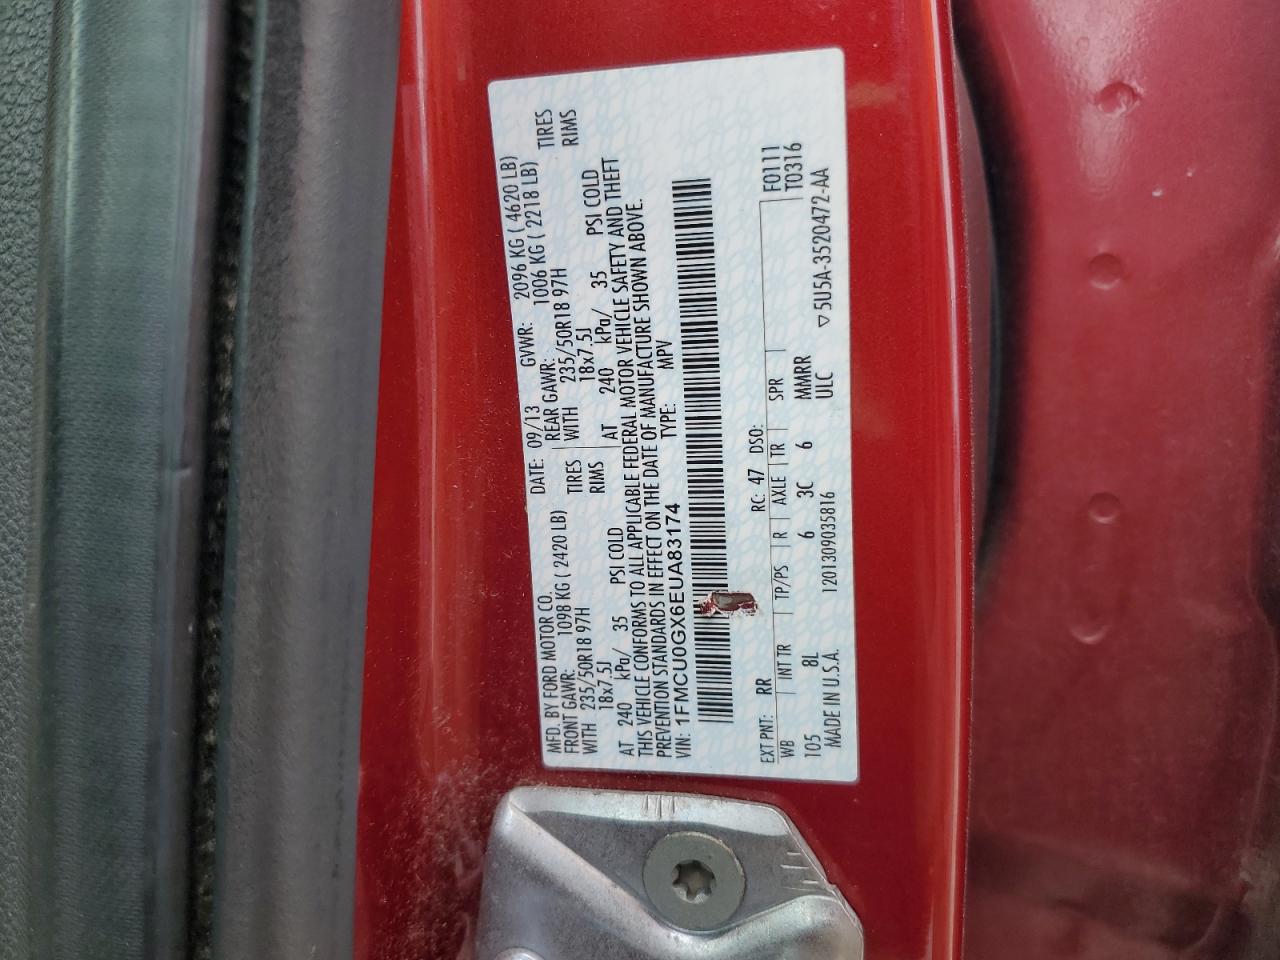 MFD. BY FORD MOTOR CO. DATE: 09/13 GVWR: 2096 KG ( 4620 LB)
FRONT GAWR: 1098 KG ( 2420 LB) REAR GAWR: 1006 KG ( 2218 LB)
WITH 235/50R18 97H TIRES WITH 235/50R18 97H TIRES
18x7.5J RIMS 18x7.5J RIMS
AT 240 kPa/ 35 PSI COLD AT 240 kPa/ 35 PSI COLD
THIS VEHICLE CONFORMS TO ALL APPLICABLE FEDERAL MOTOR VEHICLE SAFETY AND THEFT
PREVENTION STANDARDS IN EFFECT ON THE DATE OF MANUFACTURE SHOWN ABOVE.
VIN: 1FMCU0GX6EUA83174 TYPE: MPV
EXT PNT: RR RC: 47 DSO: F0111
WB INT TR TP/PS R AXLE TR SPR T0316
105 8L 6 3C 6 MMRR
MADE IN U.S.A. 1201309035816 ULC ▽5U5A-3520472-AA